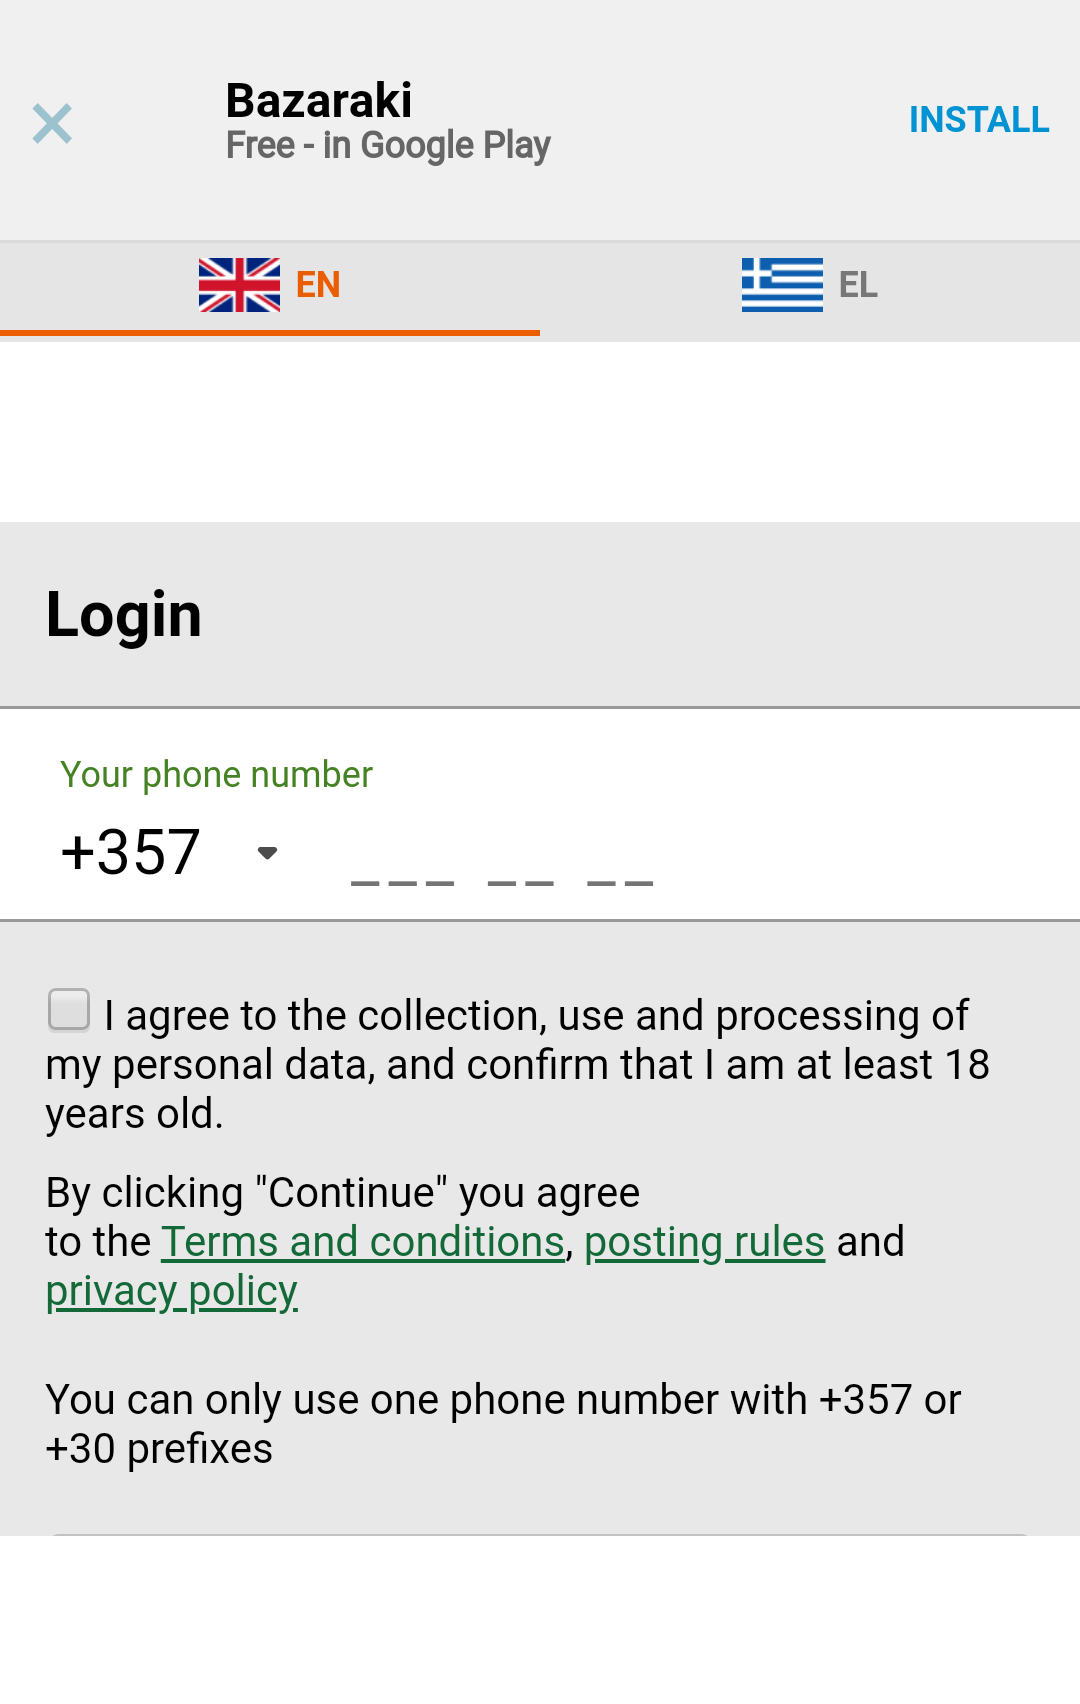 Bazaraki
Free - in Google Play
INSTALL
EN
EL
Login
Your phone number
+357
___ __ __
I agree to the collection, use and processing of
my personal data, and confirm that I am at least 18
years old.
By clicking "Continue" you agree
to the Terms and conditions, posting rules and
privacy policy
You can only use one phone number with +357 or
+30 prefixes